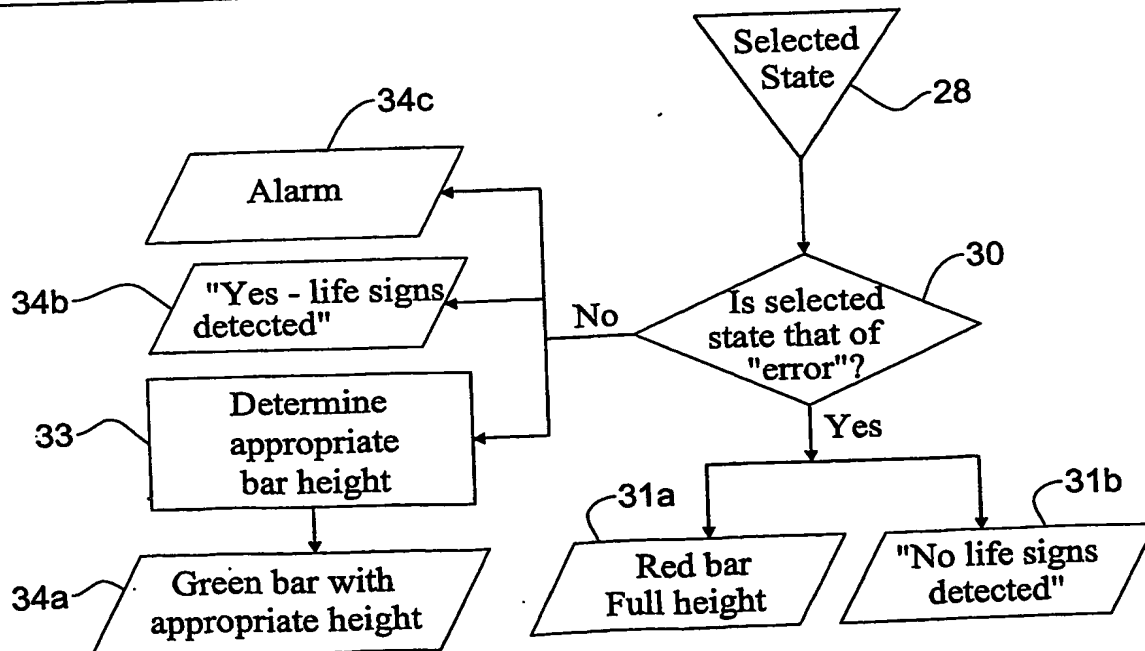 Selected
State
28
34c
Alarm
30
34b
"Yes - life signs
detected"
No
Is selected
state that of
"error"?
33
Determine
appropriate
bar height
Yes
31a
31b
34a
Green bar with
appropriate height
Red bar
Full height
"No life signs
detected"